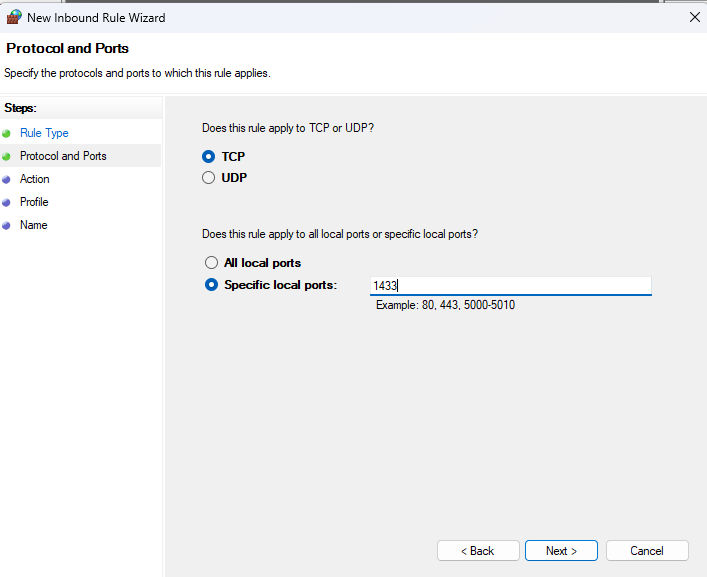 New Inbound Rule Wizard
Protocol and Ports
Specify the protocols and ports to which this rule applies.
Steps:
Rule Type
Protocol and Ports
Action
Profile
Name
Does this rule apply to TCP or UDP?
TCP
UDP
Does this rule apply to all local ports or specific local ports?
All local ports
Specific local ports: 1433
Example: 80, 443, 5000-5010
< Back Next > Cancel